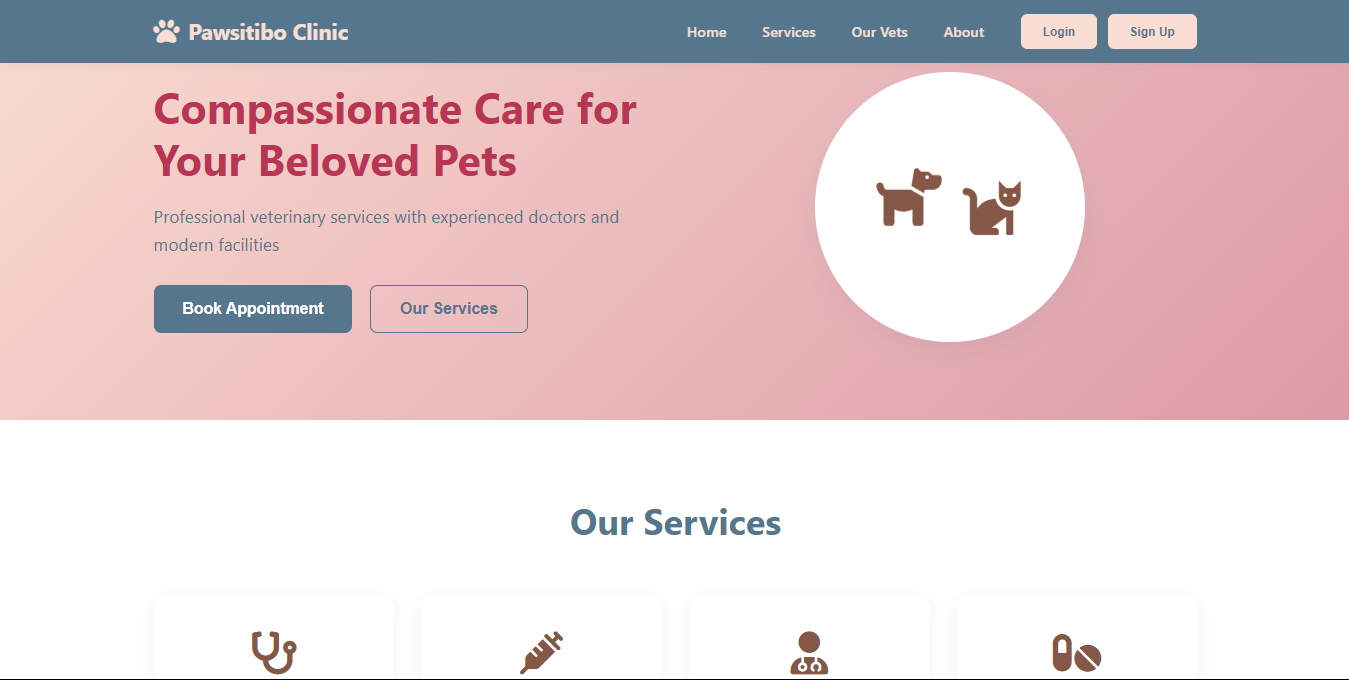 Pawsitibo Clinic
Home Services Our Vets About Login Sign Up
Compassionate Care for
Your Beloved Pets
Professional veterinary services with experienced doctors and
modern facilities
Book Appointment Our Services
Our Services